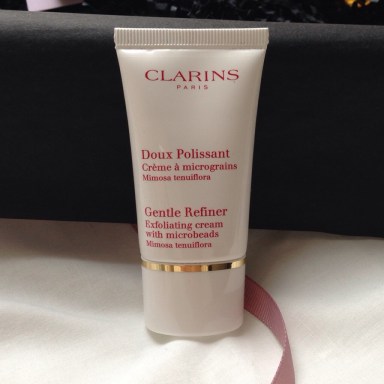 CLARINS
PARIS
Doux Polissant
Crème à micrograins
Mimosa tenuiflora
Gentle Refiner
Exfoliating cream
with microbeads
Mimosa tenuiflora